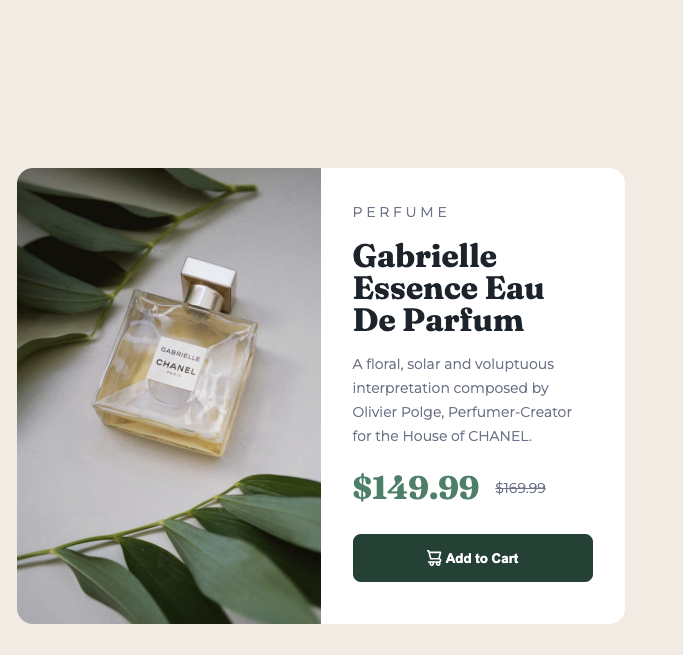 GABRIELLE
CHANEL
PARIS
PERFUME
Gabrielle
Essence Eau
De Parfum
A floral, solar and voluptuous
interpretation composed by
Olivier Polge, Perfumer-Creator
for the House of CHANEL.
$149.99 $169.99
Add to Cart